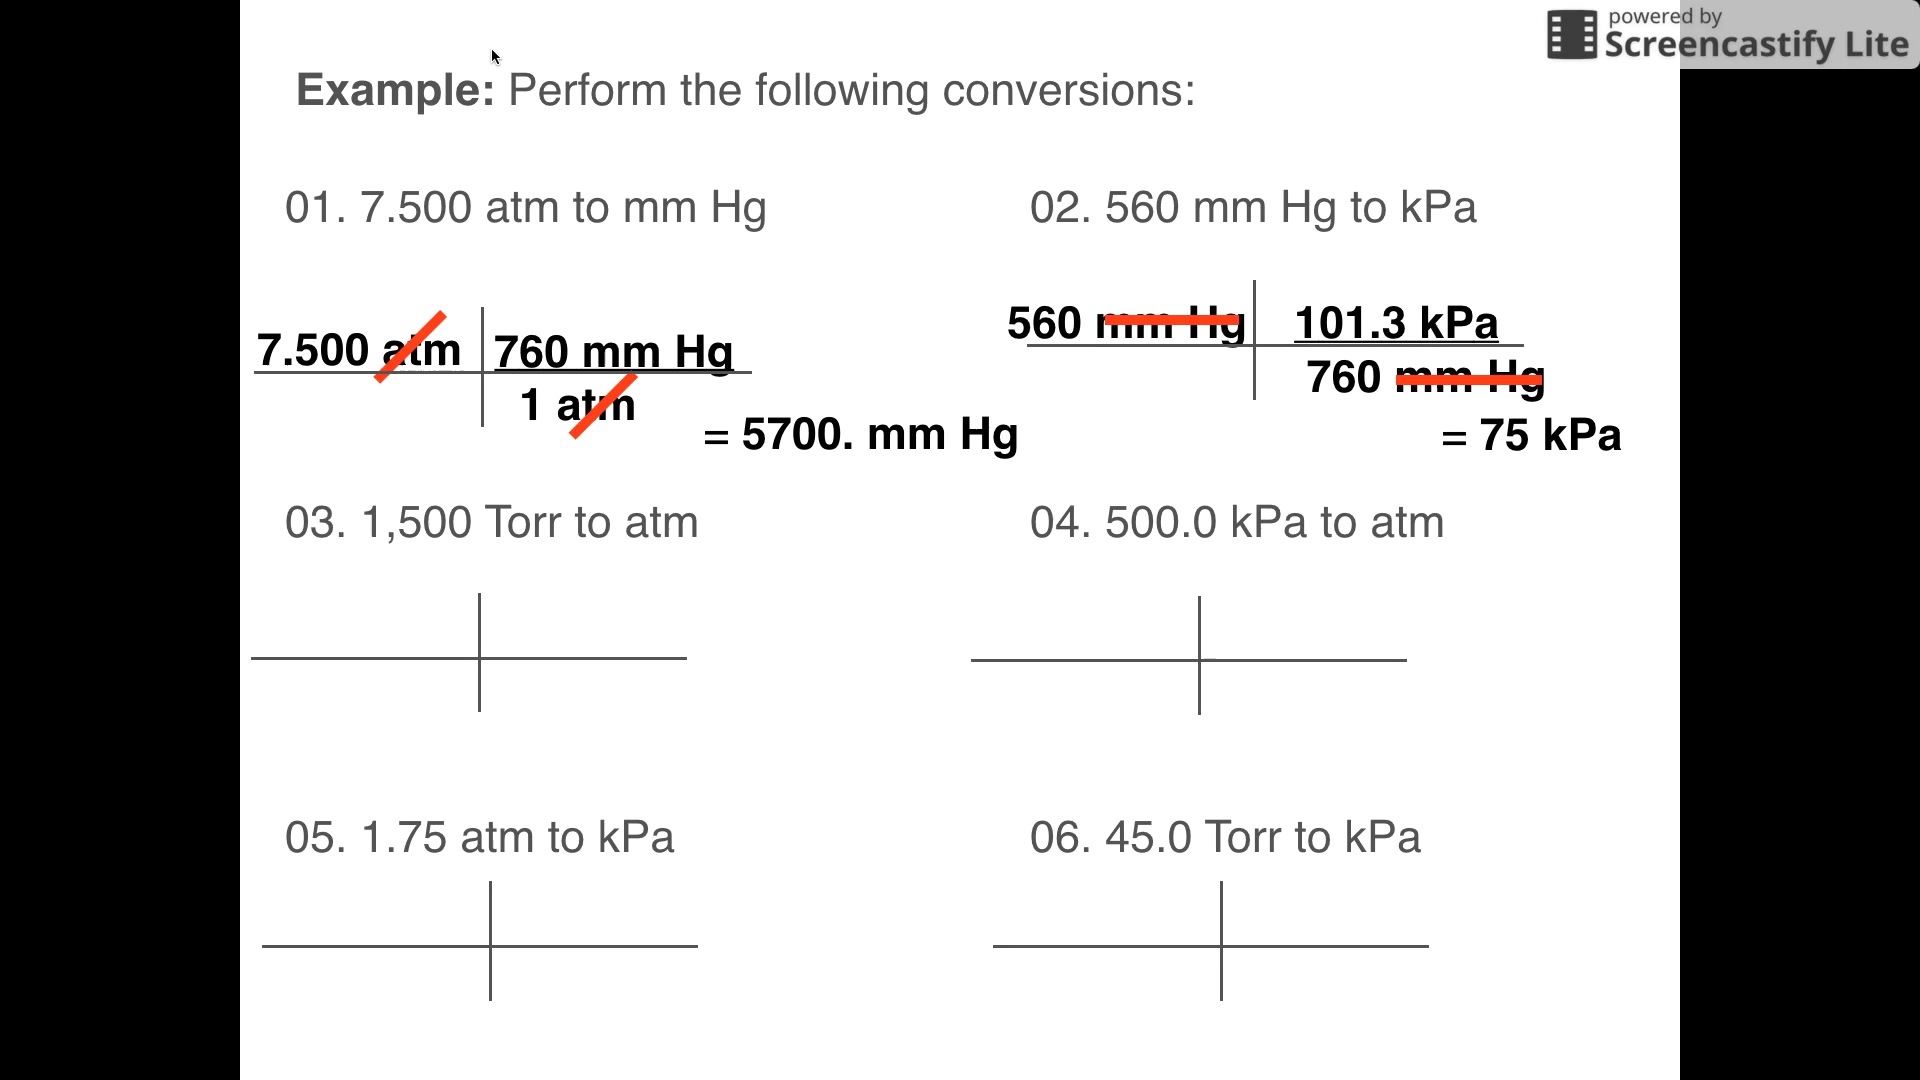 powered by
Screencastify Lite
Example: Perform the following conversions:
01. 7.500 atm to mm Hg
02. 560 mm Hg to kPa
7.500 atm
760 mm Hg
1 atm
= 5700. mm Hg
560 mm Hg
101.3 kPa
760 mm Hg
= 75 kPa
03. 1,500 Torr to atm
04. 500.0 kPa to atm
05. 1.75 atm to kPa
06. 45.0 Torr to kPa